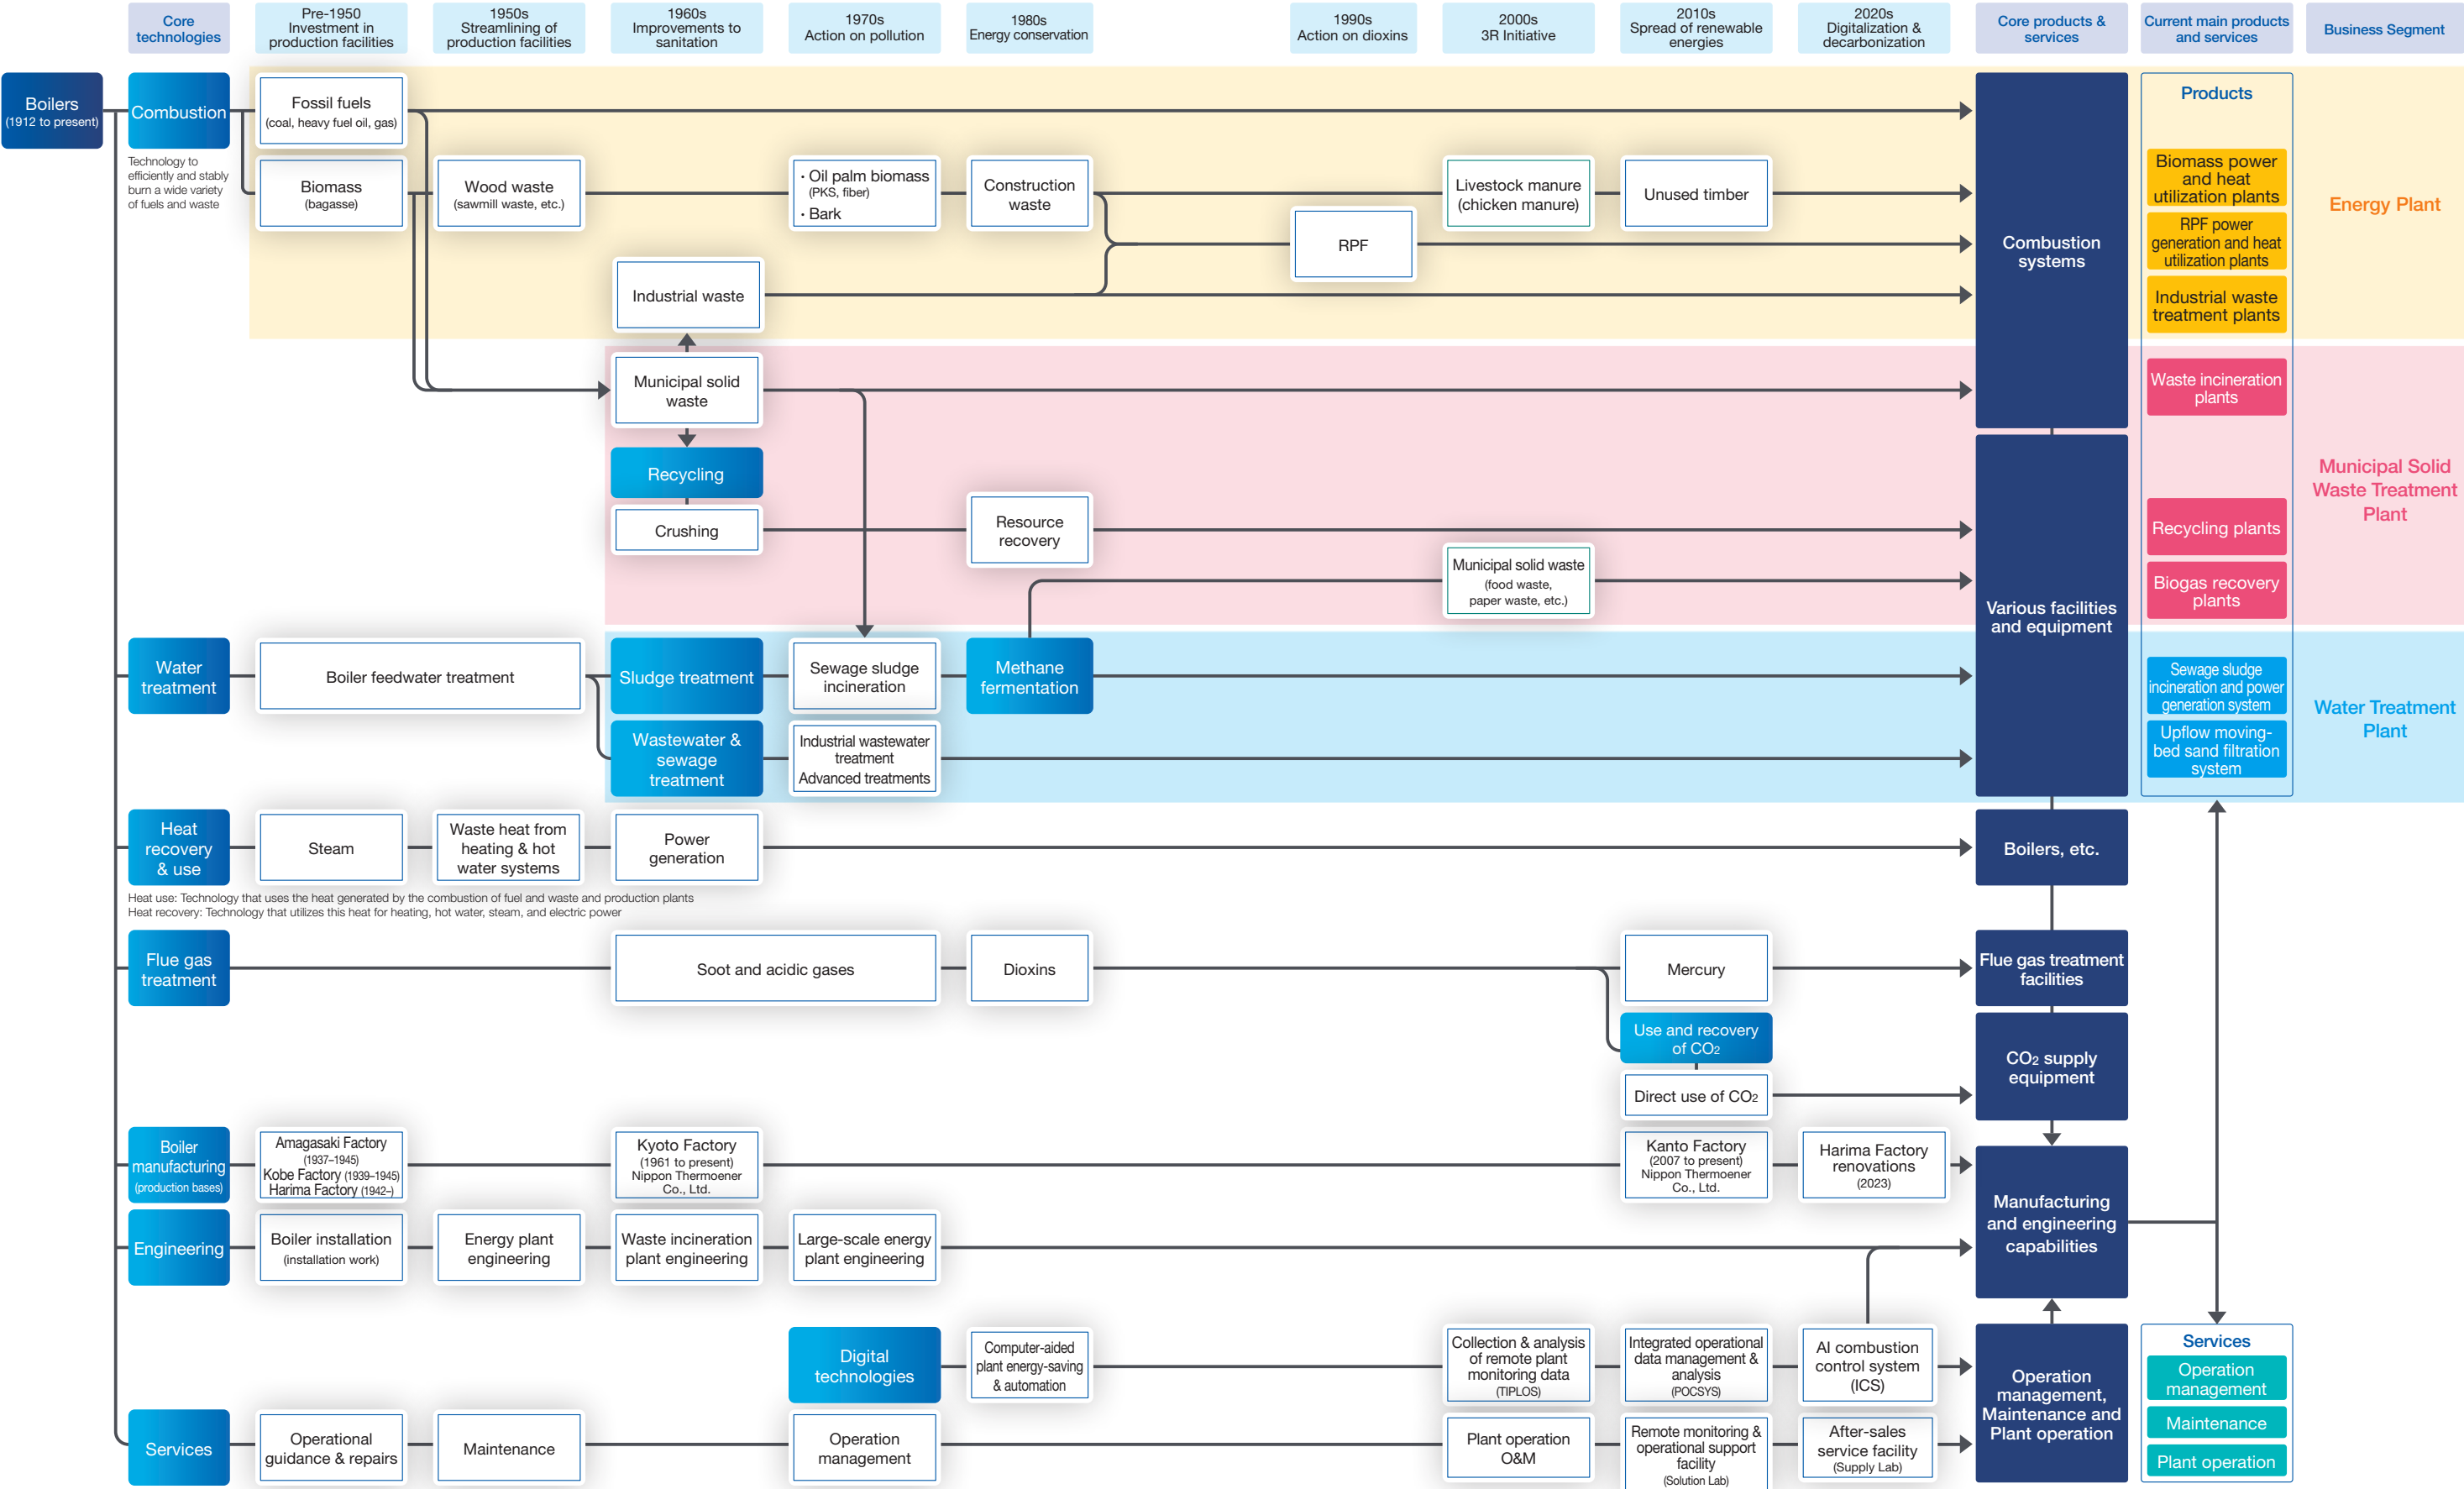 Core
technologies
Pre-1950
Investment in
production facilities
1950s
Streamlining of
production facilities
1960s
Improvements to
sanitation
1970s
Action on pollution
1980s
Energy conservation
1990s
Action on dioxins
2000s
3R Initiative
2010s
Spread of renewable
energies
2020s
Digitalization &
decarbonization
Core products &
services
Current main products
and services
Business Segment
Boilers
(1912 to present)
Combustion
Technology to
efficiently and stably
burn a wide variety
of fuels and waste
Fossil fuels
(coal, heavy fuel oil, gas)
Biomass
(bagasse)
Wood waste
(sawmill waste, etc.)
・Oil palm biomass
(PKS, fiber)
・Bark
Construction
waste
RPF
Livestock manure
(chicken manure)
Unused timber
Industrial waste
Combustion
systems
Products
Biomass power
and heat
utilization plants
RPF power
generation and heat
utilization plants
Industrial waste
treatment plants
Energy Plant
Municipal solid
waste
Recycling
Crushing
Resource
recovery
Municipal solid waste
(food waste,
paper waste, etc.)
Waste incineration
plants
Recycling plants
Biogas recovery
plants
Municipal Solid
Waste Treatment
Plant
Various facilities
and equipment
Water
treatment
Boiler feedwater treatment
Sludge treatment
Sewage sludge
incineration
Methane
fermentation
Wastewater &
sewage
treatment
Industrial wastewater
treatment
Advanced treatments
Sewage sludge
incineration and power
generation system
Upflow moving-
bed sand filtration
system
Water Treatment
Plant
Heat
recovery
& use
Steam
Waste heat from
heating & hot
water systems
Power
generation
Boilers, etc.
Heat use: Technology that uses the heat generated by the combustion of fuel and waste and production plants
Heat recovery: Technology that utilizes this heat for heating, hot water, steam, and electric power
Flue gas
treatment
Soot and acidic gases
Dioxins
Mercury
Flue gas treatment
facilities
Use and recovery
of CO2
Direct use of CO2
CO2 supply
equipment
Boiler
manufacturing
(production bases)
Amagasaki Factory
(1937–1945)
Kobe Factory (1939–1945)
Harima Factory (1942–)
Kyoto Factory
(1961 to present)
Nippon Thermoener
Co., Ltd.
Kanto Factory
(2007 to present)
Nippon Thermoener
Co., Ltd.
Harima Factory
renovations
(2023)
Manufacturing
and engineering
capabilities
Engineering
Boiler installation
(installation work)
Energy plant
engineering
Waste incineration
plant engineering
Large-scale energy
plant engineering
Digital
technologies
Computer-aided
plant energy-saving
& automation
Collection & analysis
of remote plant
monitoring data
(TIPLOS)
Integrated operational
data management &
analysis
(POCSYS)
AI combustion
control system
(ICS)
Operation
management,
Maintenance and
Plant operation
Services
Operation
management
Maintenance
Plant operation
Services
Operational
guidance & repairs
Maintenance
Operation
management
Plant operation
O&M
Remote monitoring &
operational support
facility
(Solution Lab)
After-sales
service facility
(Supply Lab)